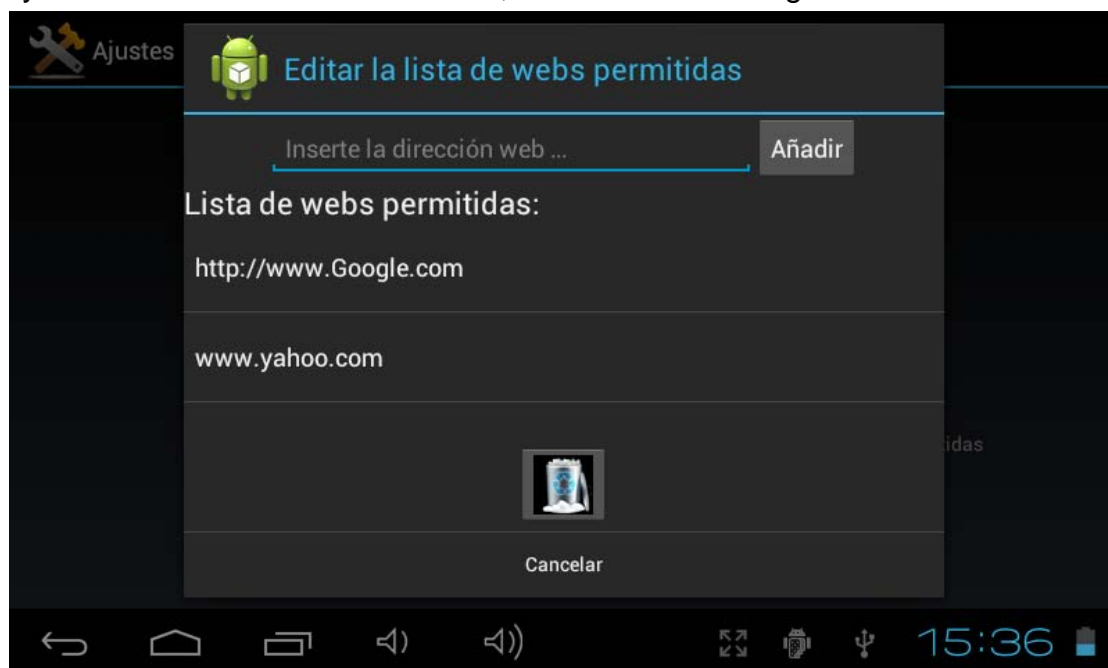 Ajustes
Editar la lista de webs permitidas
Inserte la dirección web ...
Añadir
Lista de webs permitidas:
http://www.Google.com
www.yahoo.com
idas
Cancelar
15:36